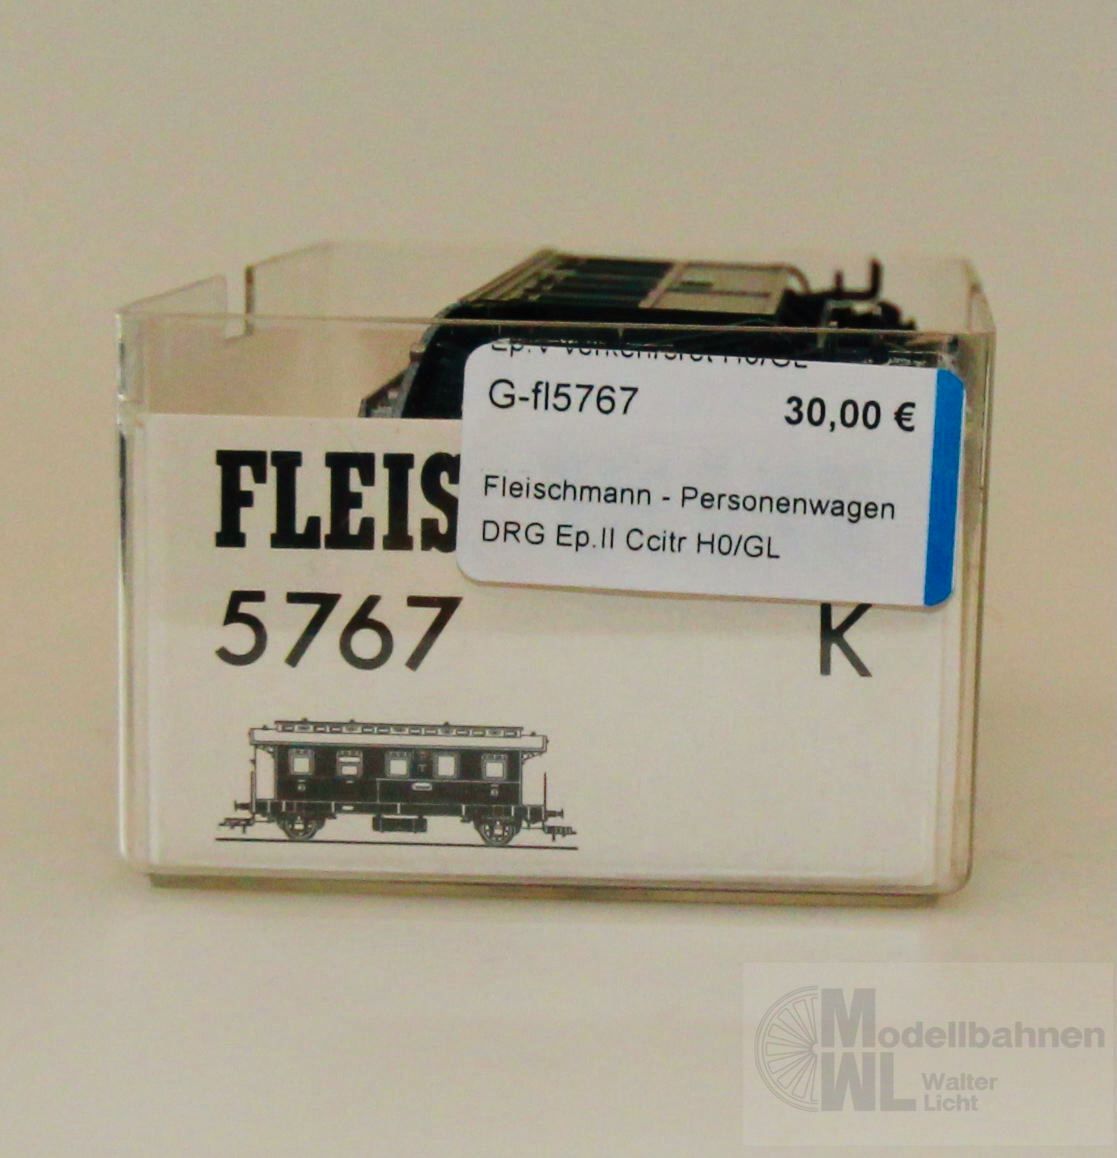 G-fl5767
30,00 €
Fleischmann - Personenwagen
DRG Ep.II Ccitr H0/GL
FLEIS
5767
K
Modellbahnen
WL Walter
Licht